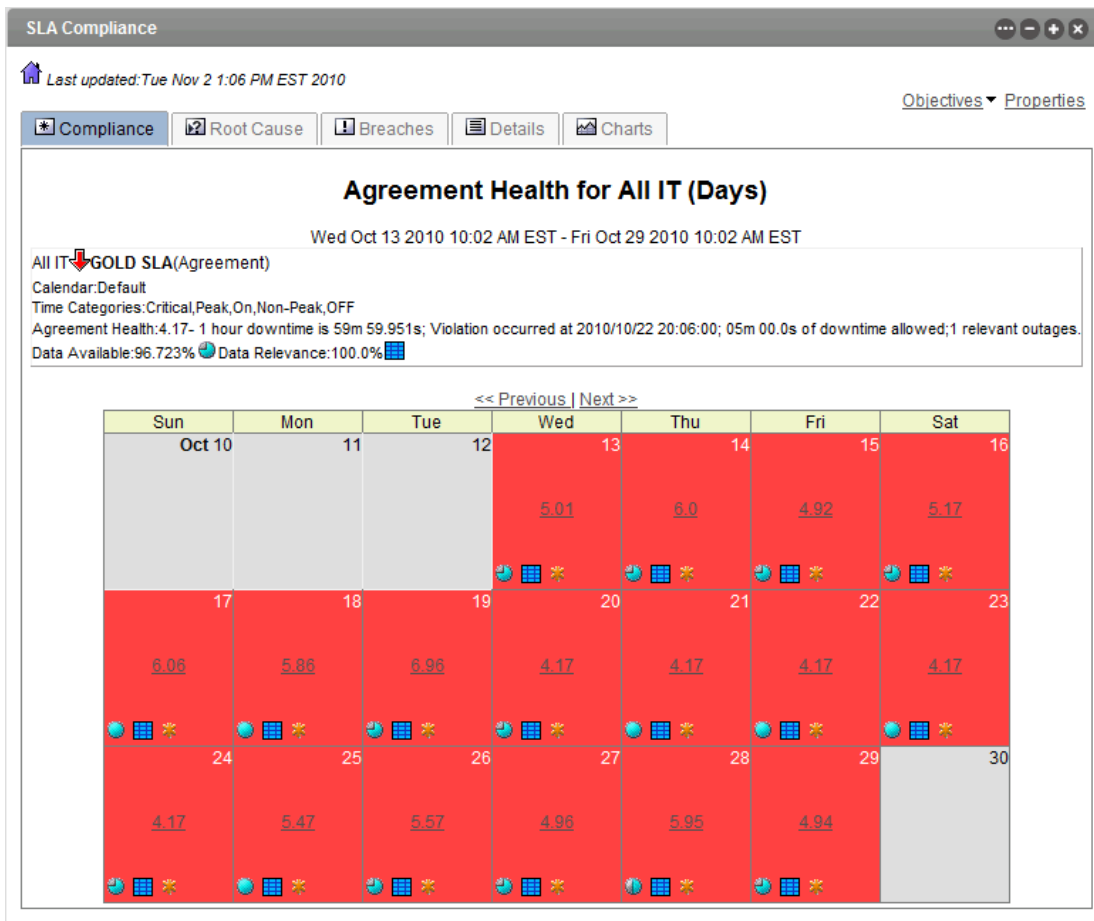 SLA Compliance
Last updated:Tue Nov 2 1:06 PM EST 2010
Objectives Properties
Compliance Root Cause Breaches Details Charts
Agreement Health for All IT (Days)
Wed Oct 13 2010 10:02 AM EST - Fri Oct 29 2010 10:02 AM EST
All IT GOLD SLA(Agreement)
Calendar:Default
Time Categories:Critical,Peak,On,Non-Peak,OFF
Agreement Health:4.17- 1 hour downtime is 59m 59.951s; Violation occurred at 2010/10/22 20:06:00; 05m 00.0s of downtime allowed;1 relevant outages.
Data Available:96.723% Data Relevance:100.0%
<< Previous | Next >>
Sun Mon Tue Wed Thu Fri Sat
Oct 10 11 12 13 14 15 16
5.01 6.0 4.92 5.17
17 18 19 20 21 22 23
6.06 5.86 6.96 4.17 4.17 4.17 4.17
24 25 26 27 28 29 30
4.17 5.47 5.57 4.96 5.95 4.94